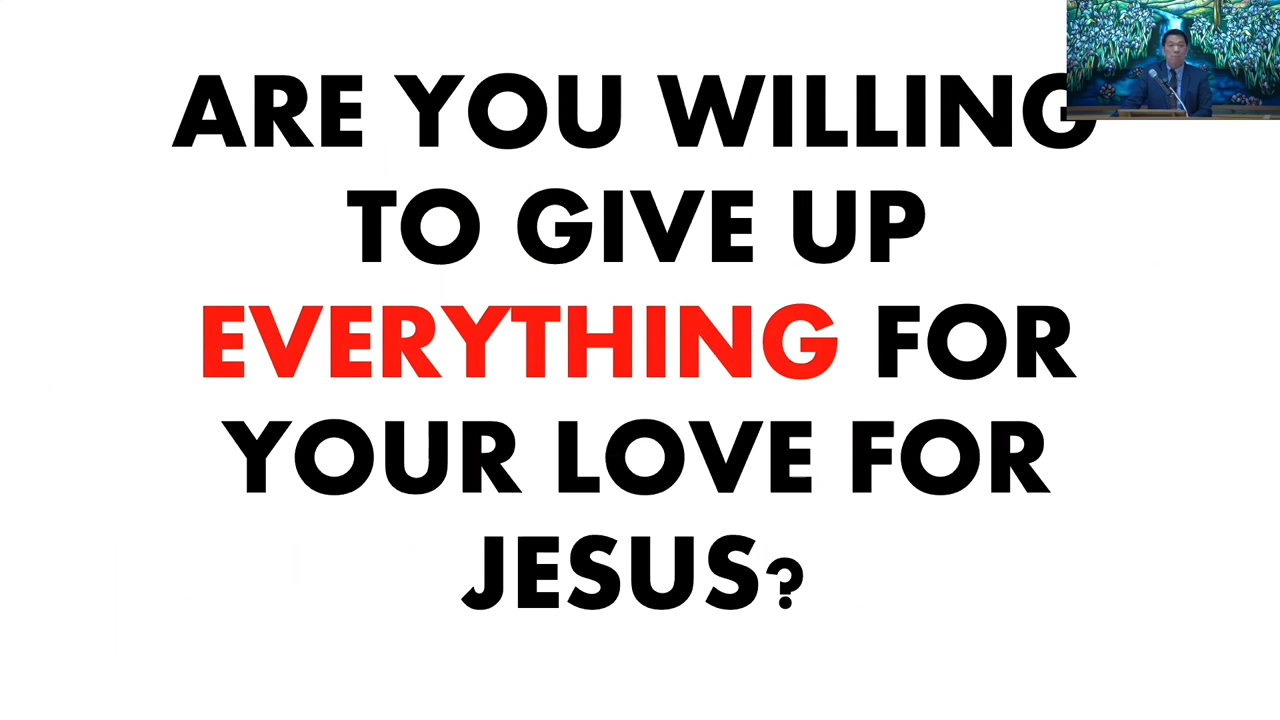 ARE YOU WILLING
TO GIVE UP
EVERYTHING FOR
YOUR LOVE FOR
JESUS?